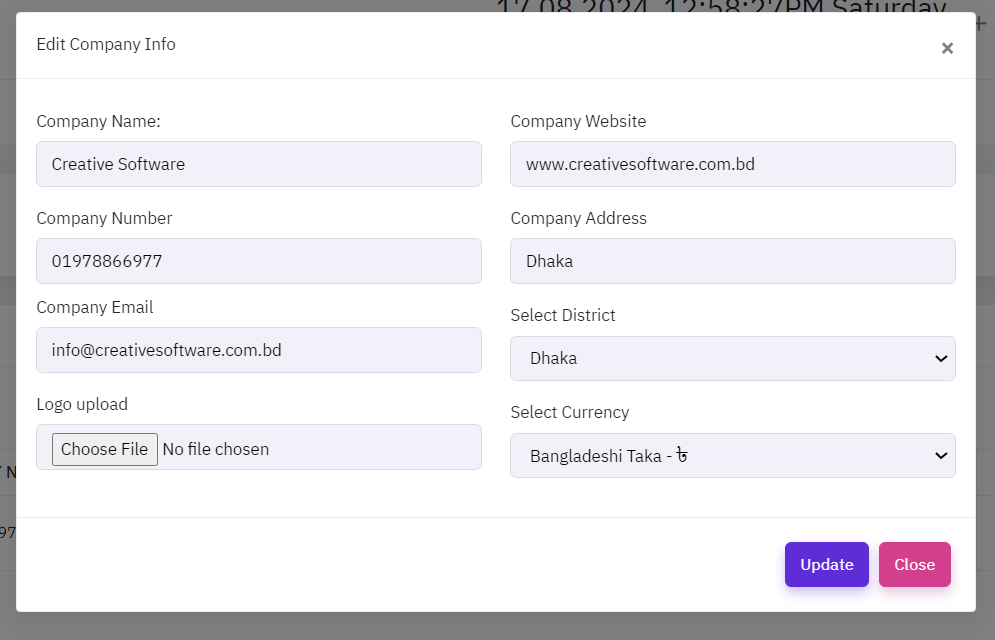 17.08.2024, 12:58:27PM Saturday
Edit Company Info
×
Company Name:
Creative Software
Company Website
www.creativesoftware.com.bd
Company Number
01978866977
Company Address
Dhaka
Company Email
info@creativesoftware.com.bd
Select District
Dhaka
Logo upload
Choose File No file chosen
Select Currency
Bangladeshi Taka - ৳
N
97
Update
Close